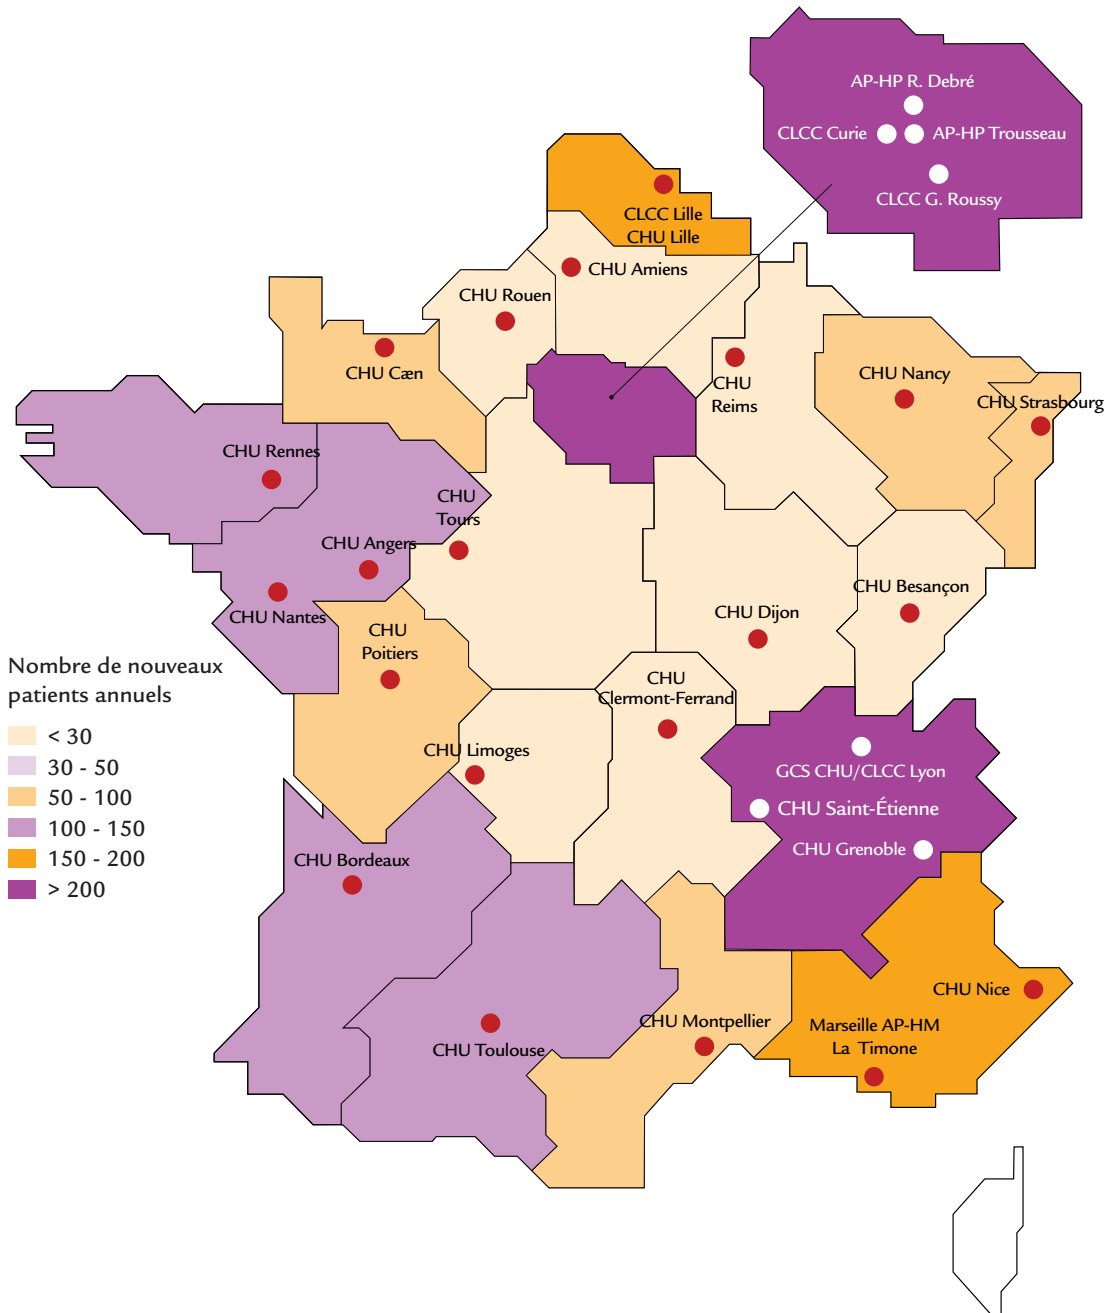 AP-HP R. Debré
CLCC Curie
AP-HP Trousseau
CLCC G. Roussy
CLCC Lille
CHU Lille
CHU Amiens
CHU Rouen
CHU Cæn
CHU
Reims
CHU Nancy
CHU Strasbourg
CHU Rennes
CHU
Tours
CHU Angers
CHU Nantes
CHU Besançon
CHU Dijon
CHU
Poitiers
CHU
Clermont-Ferrand
CHU Limoges
GCS CHU/CLCC Lyon
CHU Saint-Étienne
CHU Grenoble
CHU Bordeaux
CHU Nice
CHU Montpellier
Marseille AP-HM
La Timone
CHU Toulouse
Nombre de nouveaux
patients annuels
< 30
30 - 50
50 - 100
100 - 150
150 - 200
> 200